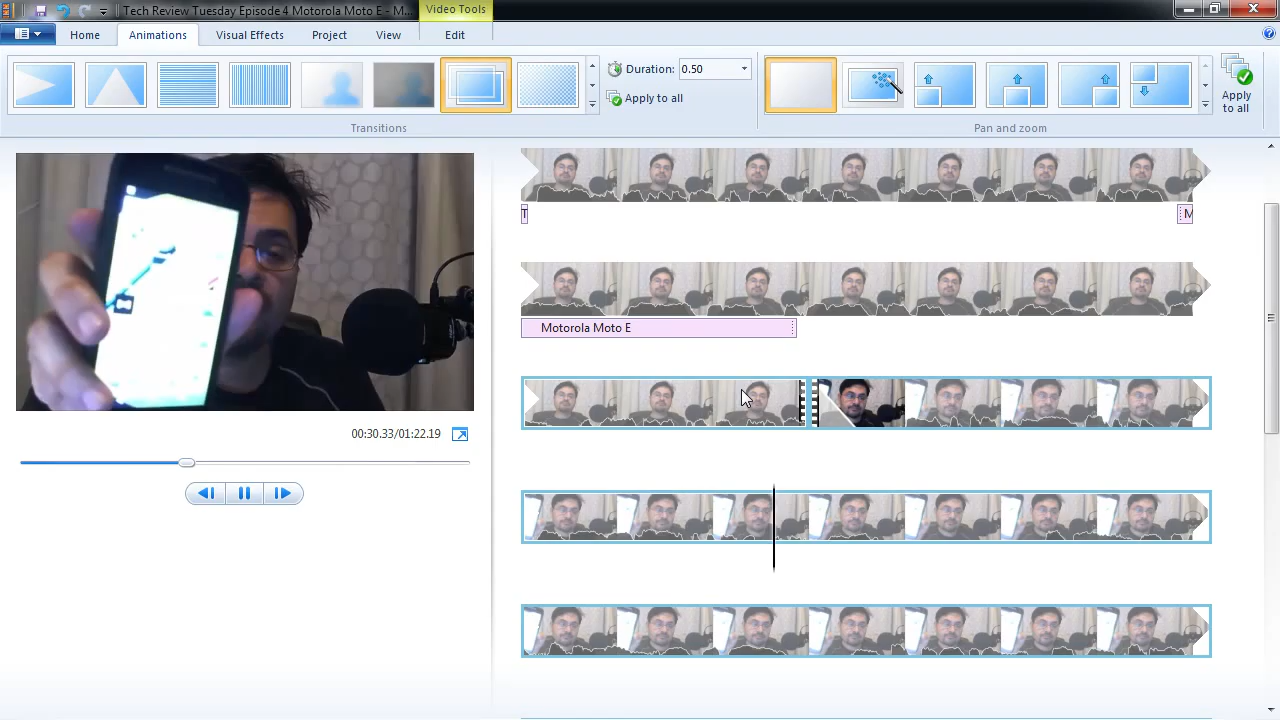 Tech Review Tuesday Episode 4 Motorola Moto E - M...
Video Tools
Home
Animations
Visual Effects
Project
View
Edit
Duration: 0.50
Apply to all
Transitions
Apply to all
Pan and zoom
T
M
Motorola Moto E
00:30.33/01:22.19